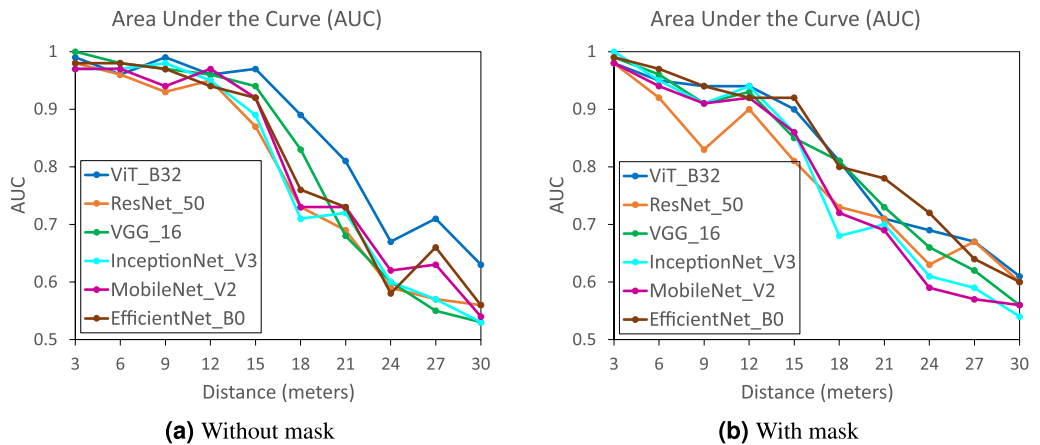 Area Under the Curve (AUC)
AUC
1
0.9
0.8
0.7
0.6
0.5
ViT_B32
ResNet_50
VGG_16
InceptionNet_V3
MobileNet_V2
EfficientNet_B0
3 6 9 12 15 18 21 24 27 30
Distance (meters)
(a) Without mask
Area Under the Curve (AUC)
AUC
1
0.9
0.8
0.7
0.6
0.5
ViT_B32
ResNet_50
VGG_16
InceptionNet_V3
MobileNet_V2
EfficientNet_B0
3 6 9 12 15 18 21 24 27 30
Distance (meters)
(b) With mask